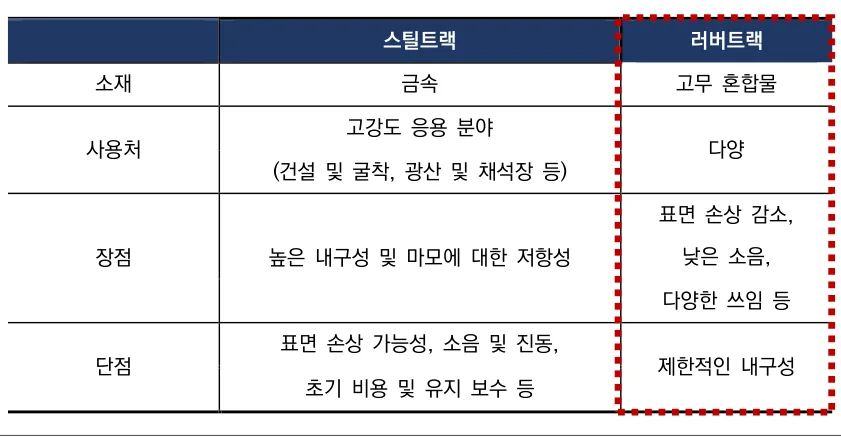 스틸트랙 러버트랙
소재 금속 고무 혼합물
사용처 고강도 응용 분야
(건설 및 굴착, 광산 및 채석장 등) 다양
장점 높은 내구성 및 마모에 대한 저항성 표면 손상 감소,
낮은 소음,
다양한 쓰임 등
단점 표면 손상 가능성, 소음 및 진동,
초기 비용 및 유지 보수 등 제한적인 내구성